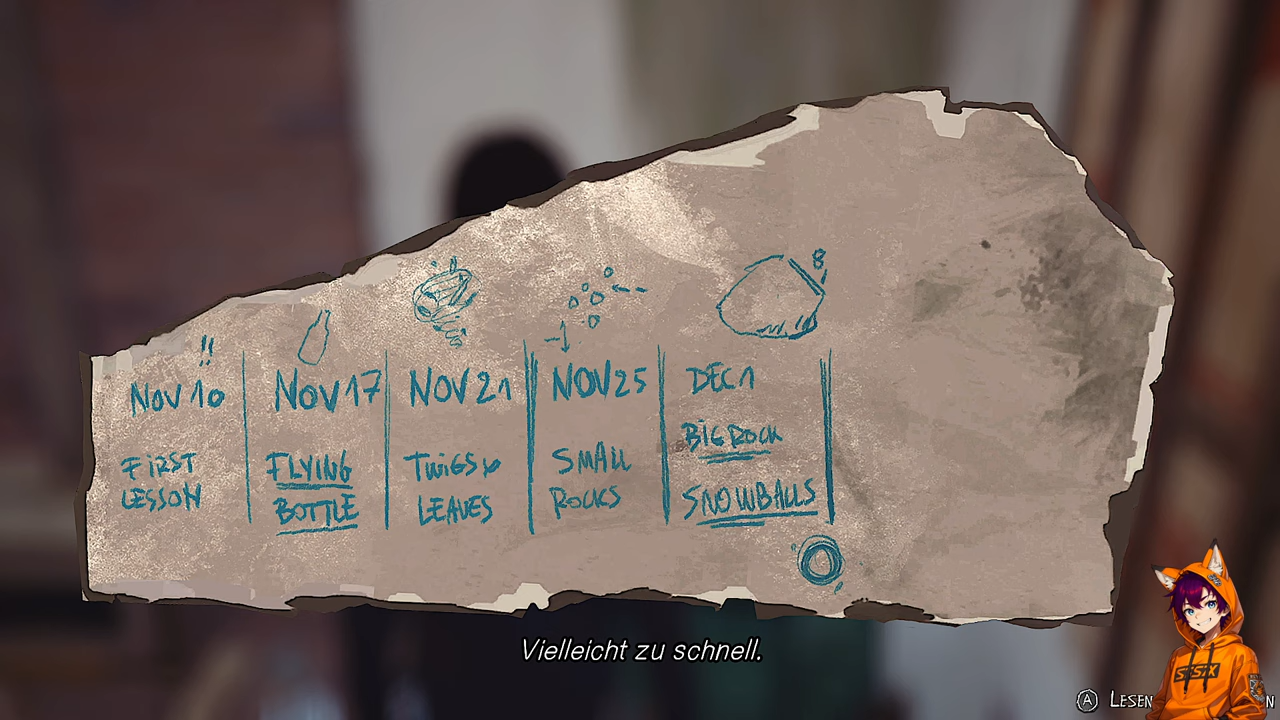 !!
8
NOV 10
NOV 17
NOV 21
NOV 25
DEC 1
FIRST
LESSON
FLYING
BOTTLE
TWIGS &
LEAVES
SMALL
ROCKS
BIG ROCK
SNOWBALLS
Vielleicht zu schnell.
A LESEN
N